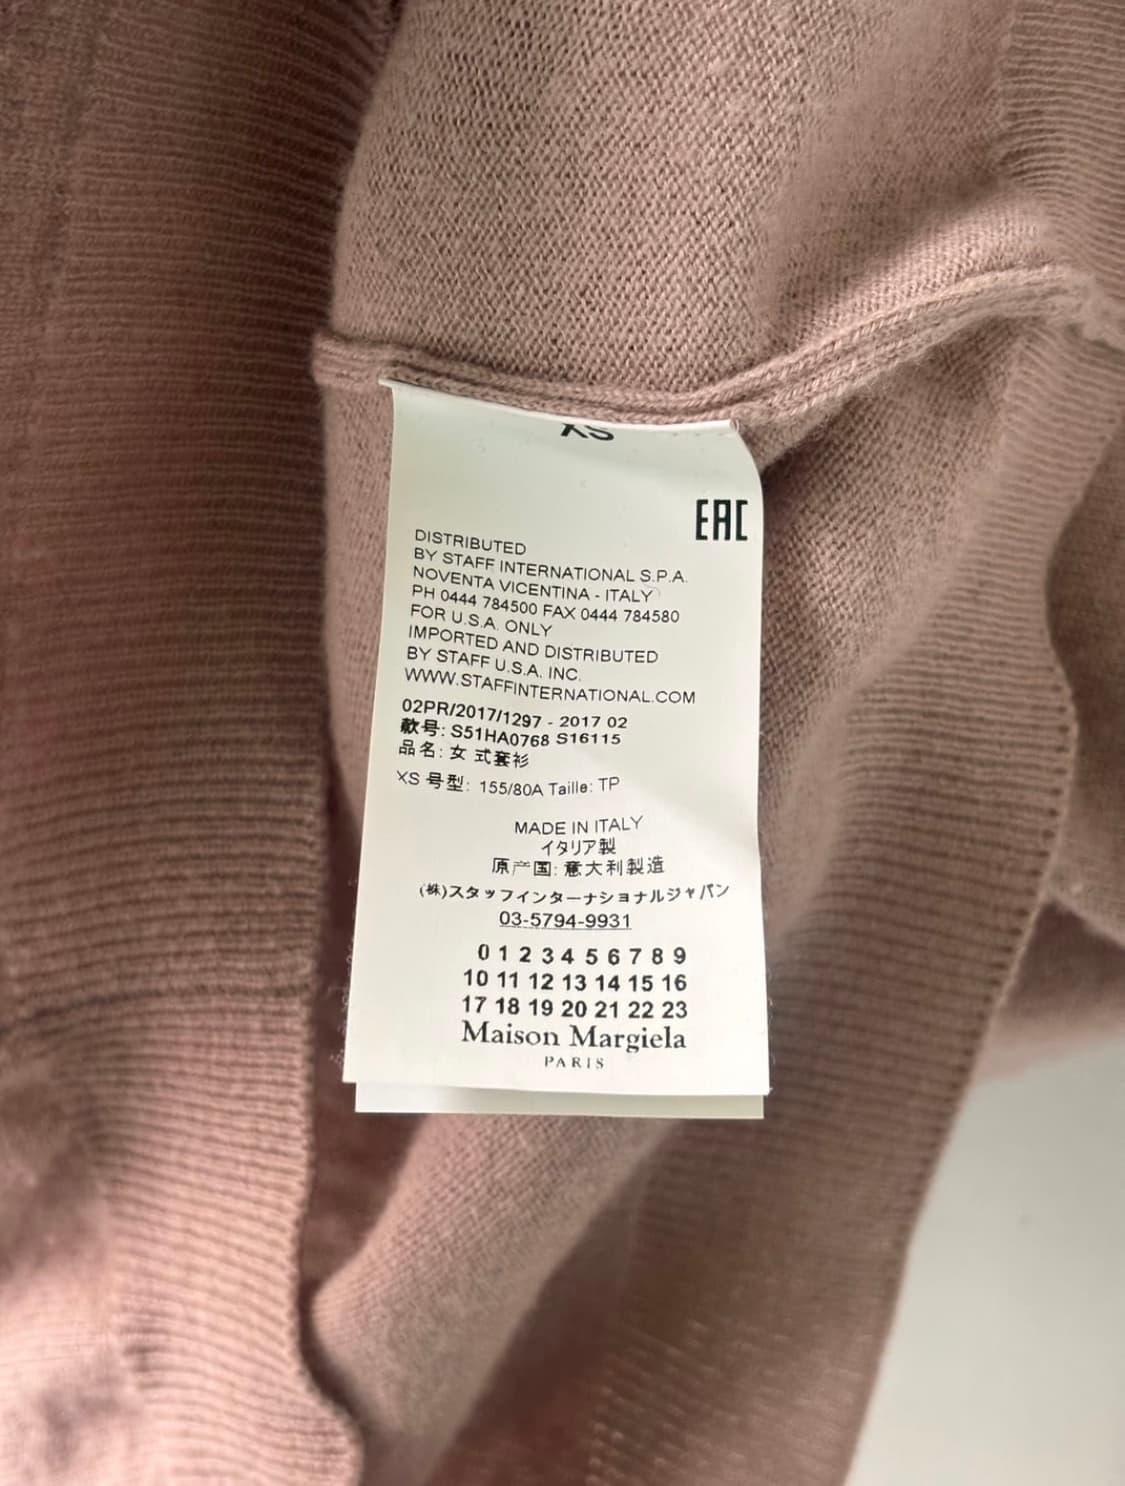 XS
EAC
DISTRIBUTED
BY STAFF INTERNATIONAL S.P.A.
NOVENTA VICENTINA - ITALY
PH 0444 784500 FAX 0444 784580
FOR U.S.A. ONLY
IMPORTED AND DISTRIBUTED
BY STAFF U.S.A. INC.
WWW.STAFFINTERNATIONAL.COM
02PR/2017/1297 - 2017 02
款号: S51HA0768 S16115
品名: 女 式套衫
XS 号型: 155/80A Taille: TP
MADE IN ITALY
イタリア製
原产国: 意大利製造
(株)スタッフインターナショナルジャパン
03-5794-9931
0 1 2 3 4 5 6 7 8 9
10 11 12 13 14 15 16
17 18 19 20 21 22 23
Maison Margiela
PARIS